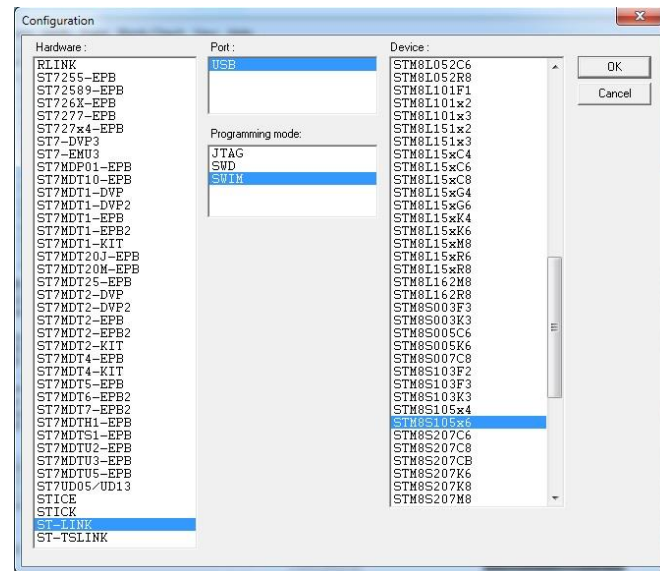 Configuration
Hardware :
RLINK
ST7255-EPB
ST72589-EPB
ST726X-EPB
ST7277-EPB
ST727x4-EPB
ST7-DVP3
ST7-EMU3
ST7MDP01-EPB
ST7MDT10-EPB
ST7MDT1-DVP
ST7MDT1-DVP2
ST7MDT1-EPB
ST7MDT1-EPB2
ST7MDT1-KIT
ST7MDT20J-EPB
ST7MDT20M-EPB
ST7MDT25-EPB
ST7MDT2-DVP
ST7MDT2-DVP2
ST7MDT2-EPB
ST7MDT2-EPB2
ST7MDT2-KIT
ST7MDT4-EPB
ST7MDT4-KIT
ST7MDT5-EPB
ST7MDT6-EPB2
ST7MDT7-EPB2
ST7MDTH1-EPB
ST7MDTS1-EPB
ST7MDTU2-EPB
ST7MDTU3-EPB
ST7MDTU5-EPB
ST7UD05/UD13
STICE
STICK
ST-LINK
ST-TSLINK
Port :
USB
Programming mode:
JTAG
SWD
SWIM
Device :
STM8L052C6
STM8L052R8
STM8L101F1
STM8L101x2
STM8L101x3
STM8L151x2
STM8L151x3
STM8L15xC4
STM8L15xC6
STM8L15xC8
STM8L15xG4
STM8L15xG6
STM8L15xK4
STM8L15xK6
STM8L15xM8
STM8L15xR6
STM8L15xR8
STM8L162M8
STM8L162R8
STM8S003F3
STM8S003K3
STM8S005C6
STM8S005K6
STM8S007C8
STM8S103F2
STM8S103F3
STM8S103K3
STM8S105x4
STM8S105x6
STM8S207C6
STM8S207C8
STM8S207CB
STM8S207K6
STM8S207K8
STM8S207M8
OK
Cancel